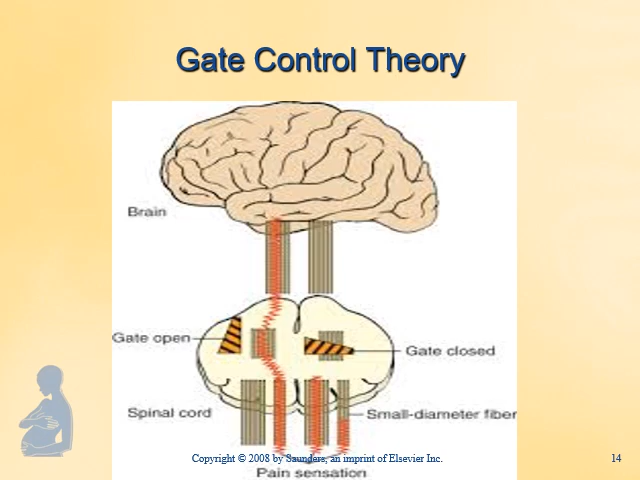 Gate Control Theory
Brain
Gate open
Gate closed
Spinal cord
Small-diameter fiber
Copyright © 2008 by Saunders, an imprint of Elsevier Inc.
14
Pain sensation